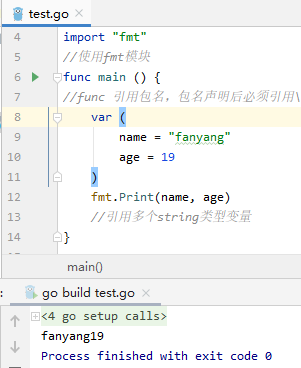 test.go ×
4 import "fmt"
5 //使用fmt模块
6 func main () {
7 //func 引用包名，包名声明后必须引用\
8 var (
9 name = "fanyang"
10 age = 19
11 )
12 fmt.Print(name, age)
13 //引用多个string类型变量
14 }
main()
: go build test.go ×
<4 go setup calls>
fanyang19
Process finished with exit code 0